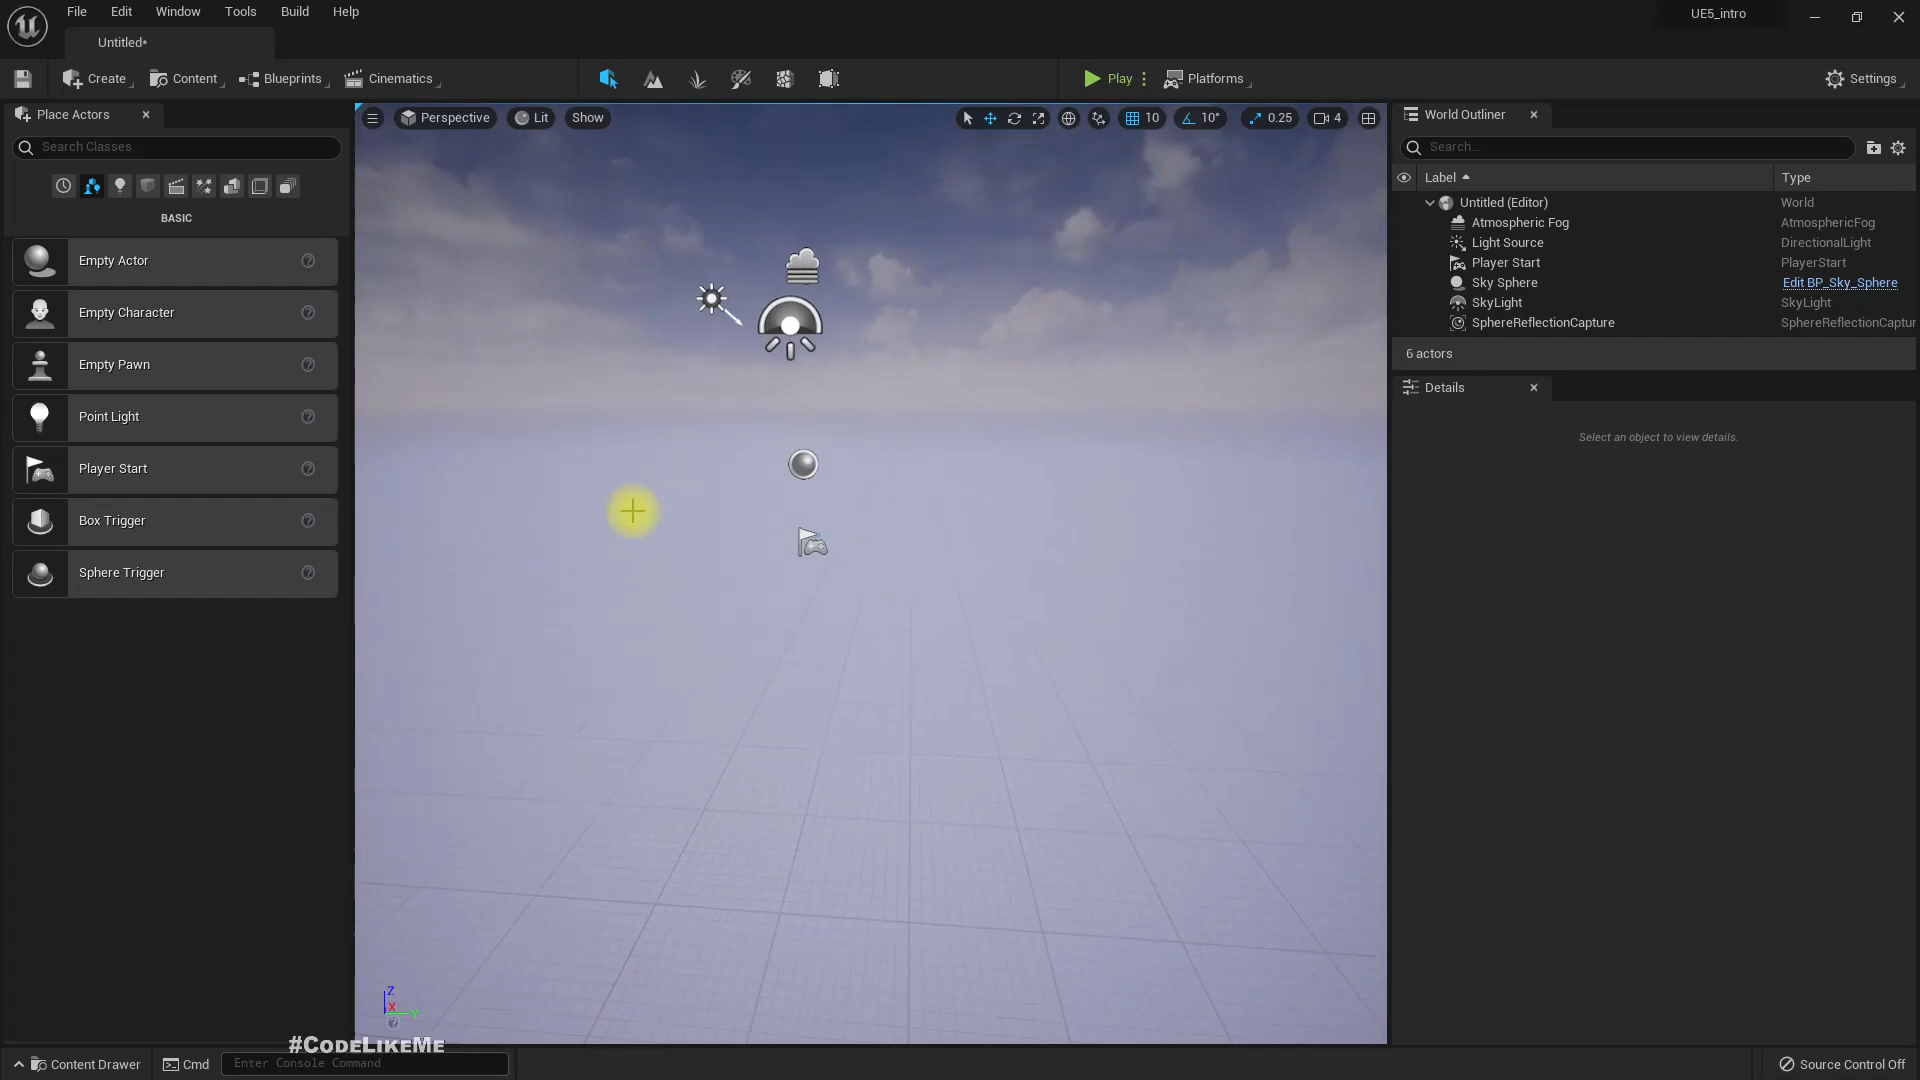 File Edit Window Tools Build Help
UE5_intro
Untitled*
Create Content Blueprints Cinematics
Play Platforms
Settings
Place Actors
Search Classes
BASIC
Empty Actor
Empty Character
Empty Pawn
Point Light
Player Start
Box Trigger
Sphere Trigger
Perspective Lit Show
10 10° 0.25 4
Z
X
Y
World Outliner
Search...
Label Type
Untitled (Editor) World
Atmospheric Fog AtmosphericFog
Light Source DirectionalLight
Player Start PlayerStart
Sky Sphere Edit BP_Sky_Sphere
SkyLight SkyLight
SphereReflectionCapture SphereReflectionCaptur
6 actors
Details
Select an object to view details.
#CodeLikeMe
Content Drawer Cmd Enter Console Command
Source Control Off